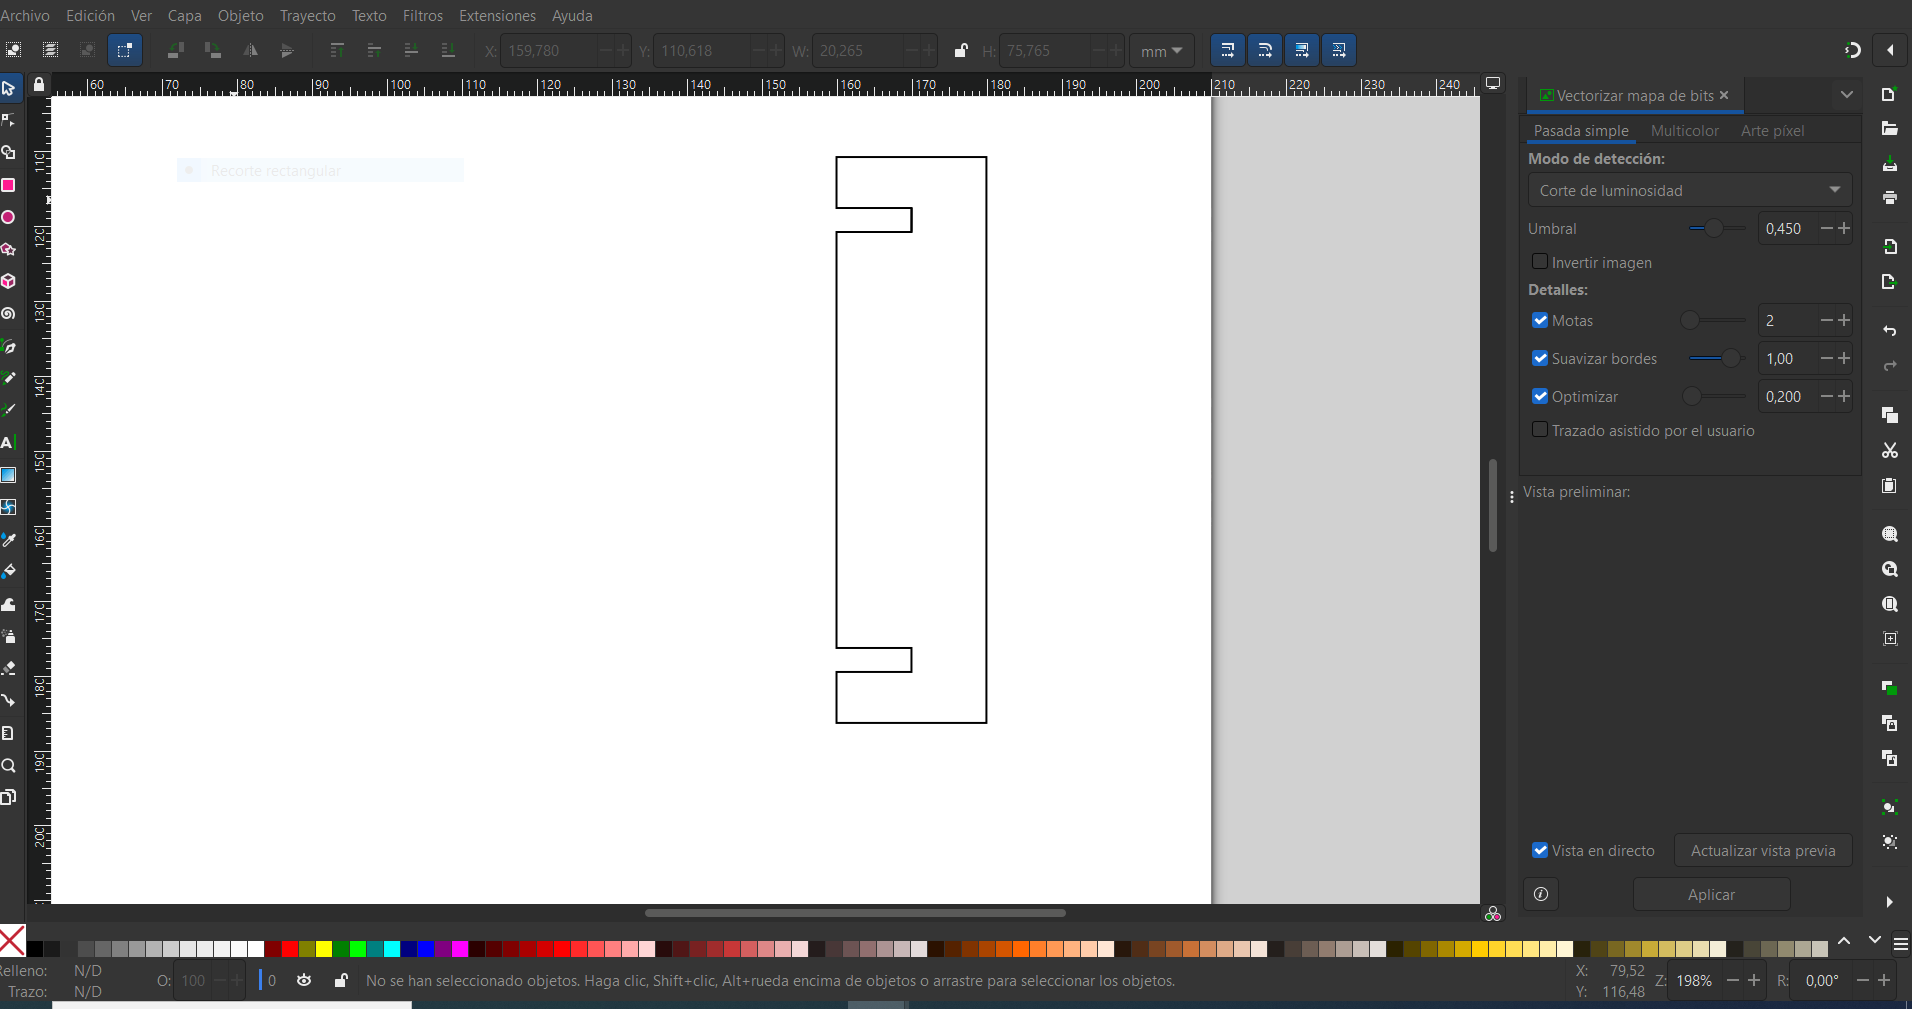 Archivo Edición Ver Capa Objeto Trayecto Texto Filtros Extensiones Ayuda
X: 159,780 Y: 110,618 W: 20,265 H: 75,765 mm
60 70 80 90 100 110 120 130 140 150 160 170 180 190 200 210 220 230 240
Vectorizar mapa de bits
Pasada simple Multicolor Arte píxel
Modo de detección:
Recorte rectangular
Corte de luminosidad
Umbral 0,450
Invertir imagen
Detalles:
Motas 2
Suavizar bordes 1,00
Optimizar 0,200
Trazado asistido por el usuario
Vista preliminar:
110
120
130
140
150
160
170
180
190
200
Vista en directo Actualizar vista previa
Aplicar
elleno: N/D O: 100 0 No se han seleccionado objetos. Haga clic, Shift+clic, Alt+rueda encima de objetos o arrastre para seleccionar los objetos. X: 79,52 Z: 198% R: 0,00°
Trazo: N/D Y: 116,48